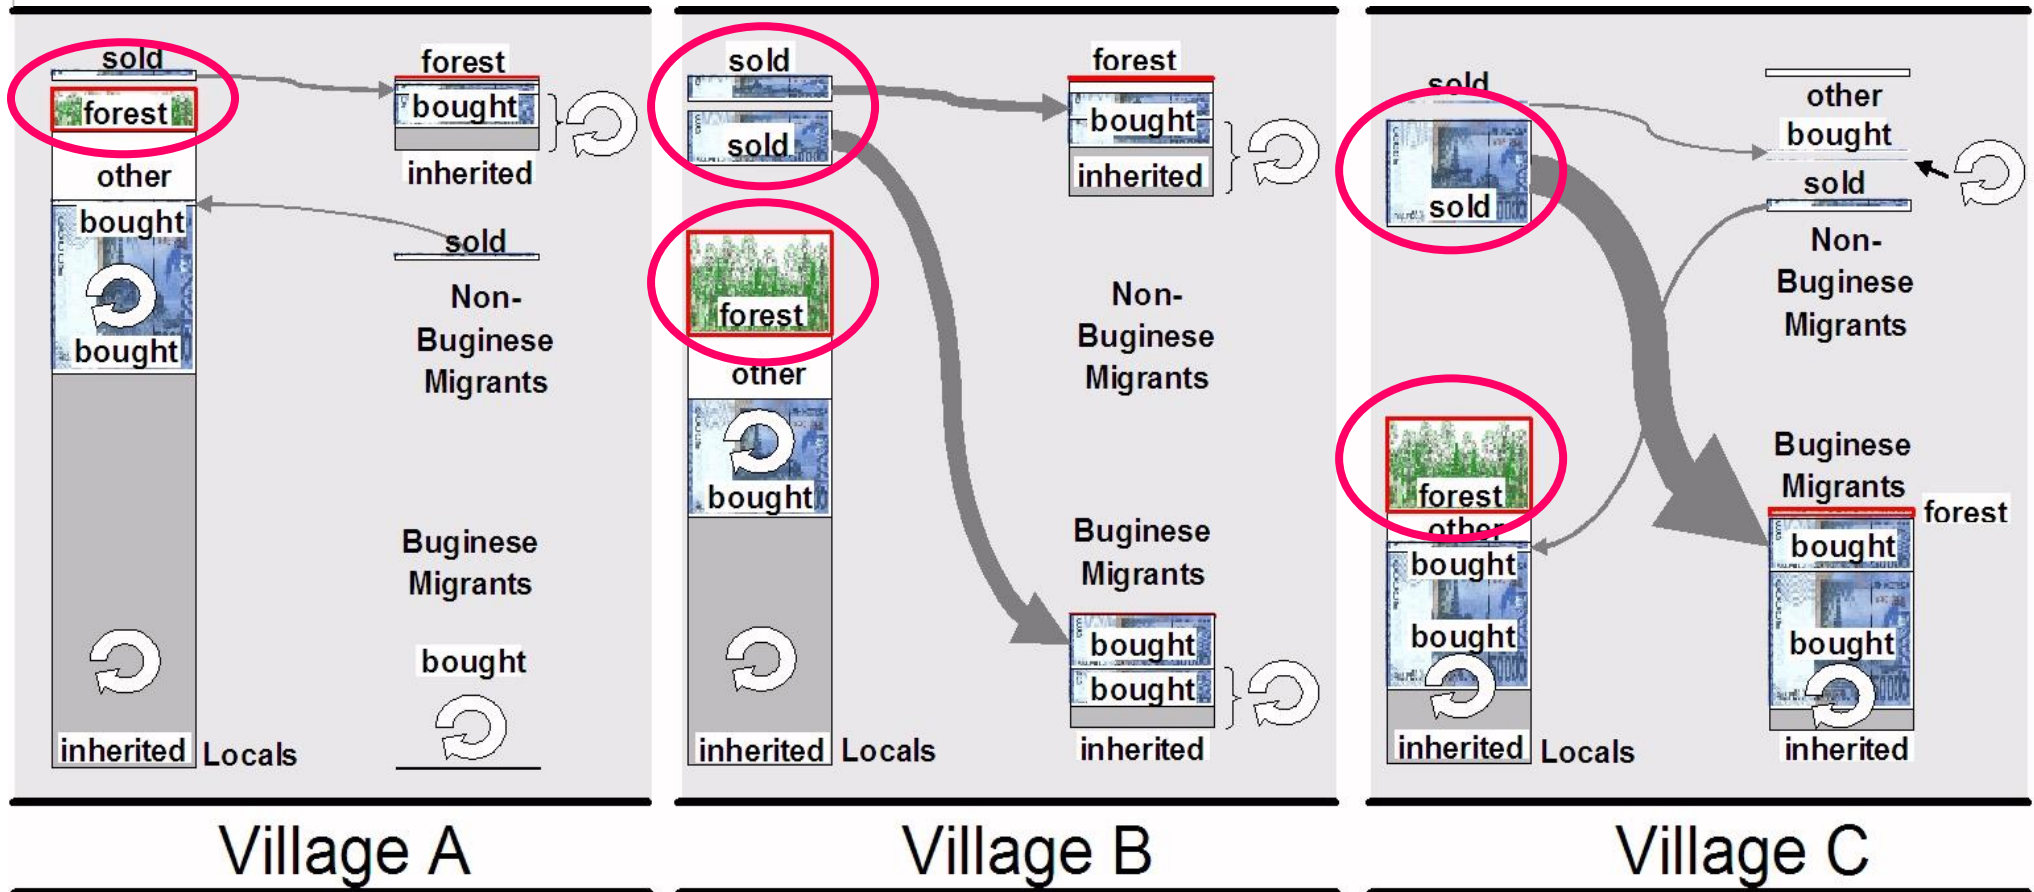 sold
forest
other
bought
bought
inherited
Locals
forest
bought
inherited
sold
Non-
Buginese
Migrants
Buginese
Migrants
bought
Village A
sold
sold
forest
other
bought
inherited
Locals
forest
bought
inherited
Non-
Buginese
Migrants
Buginese
Migrants
bought
bought
inherited
Village B
sold
sold
forest
other
bought
bought
inherited
Locals
other
bought
sold
Non-
Buginese
Migrants
Buginese
Migrants
forest
bought
bought
inherited
Village C